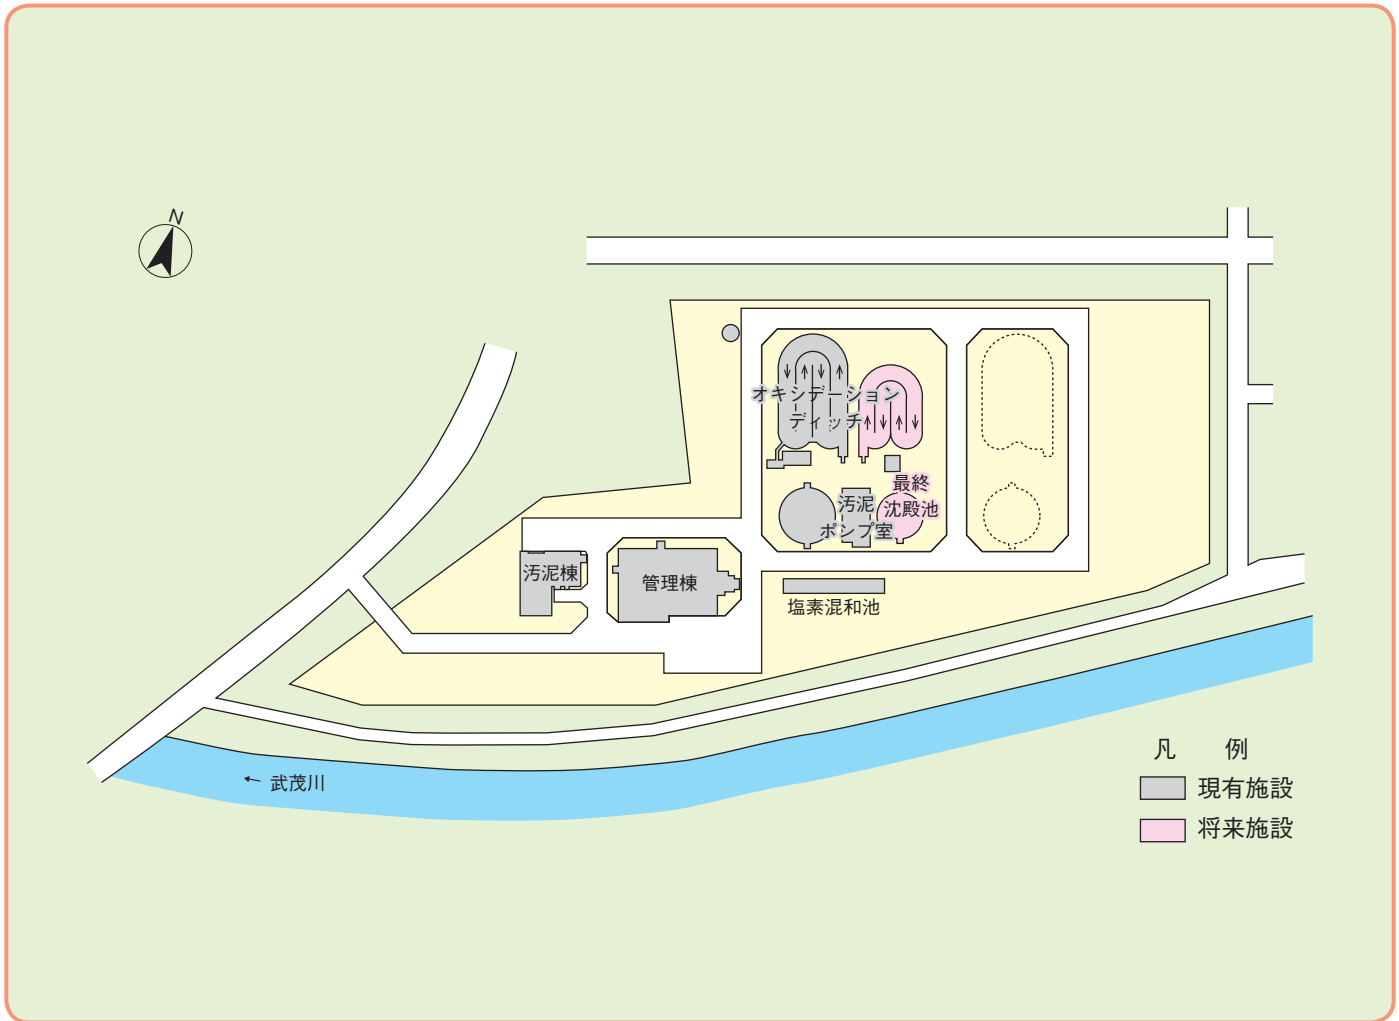 N
オキシデーション
ディッチ
最終
沈殿池
汚泥
ポンプ室
汚泥棟
管理棟
塩素混和池
武茂川
凡 例
現有施設
将来施設